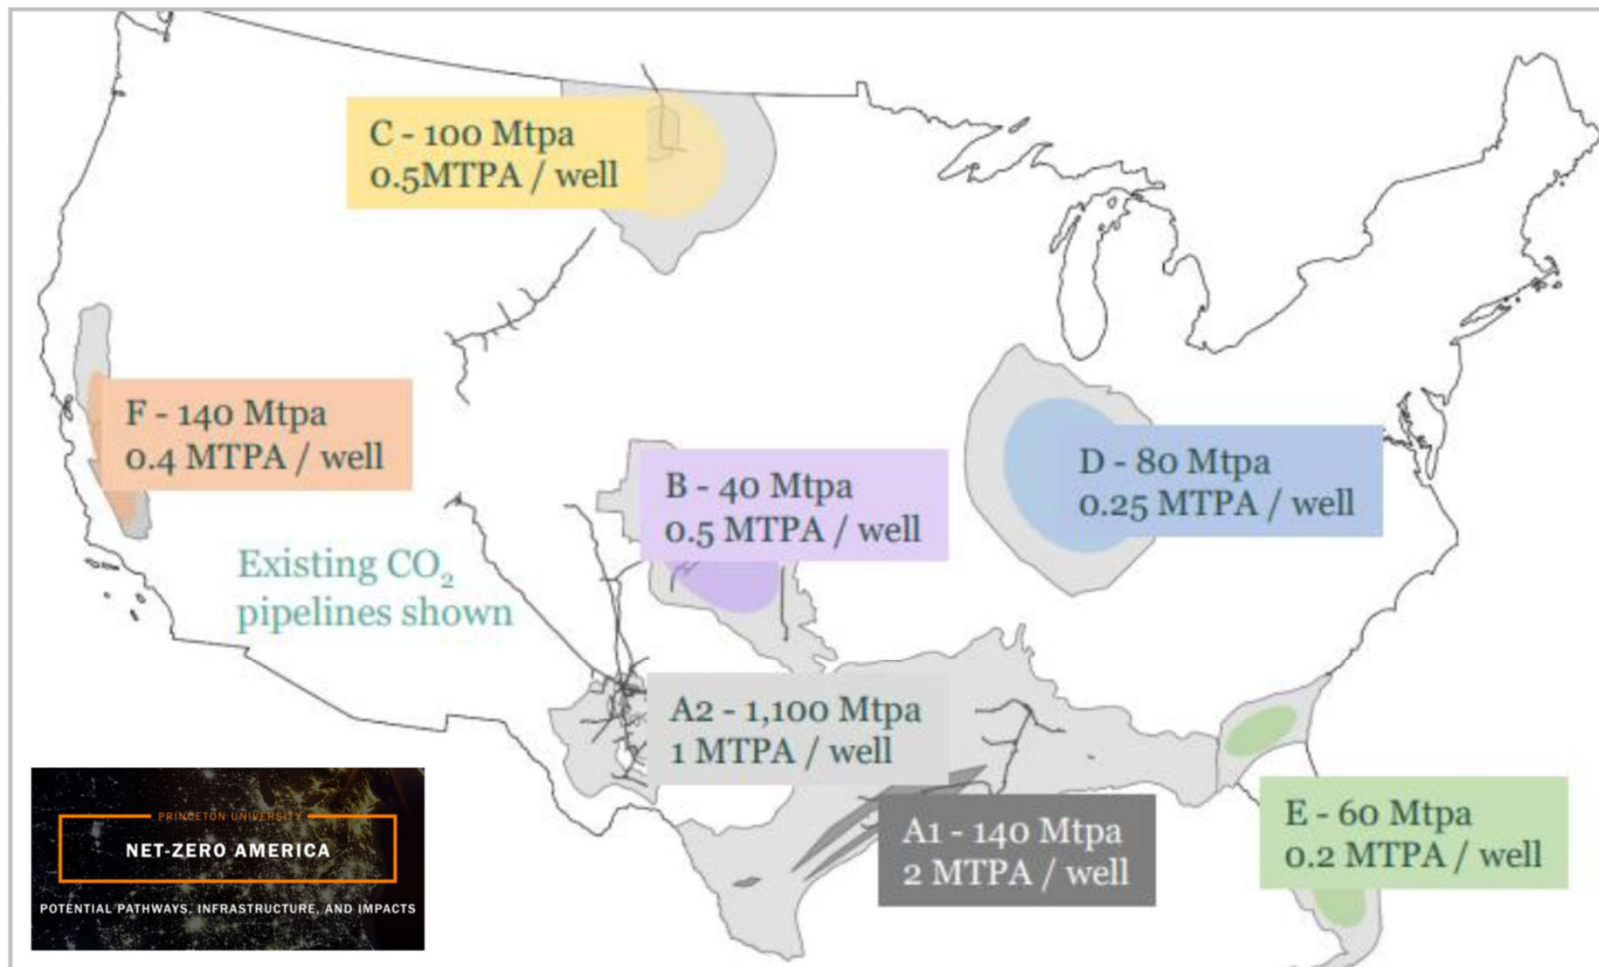 C - 100 Mtpa
0.5MTPA / well
F - 140 Mtpa
0.4 MTPA / well
B - 40 Mtpa
0.5 MTPA / well
D - 80 Mtpa
0.25 MTPA / well
Existing CO₂
pipelines shown
A2 - 1,100 Mtpa
1 MTPA / well
A1 - 140 Mtpa
2 MTPA / well
E - 60 Mtpa
0.2 MTPA / well
PRINCETON UNIVERSITY
NET-ZERO AMERICA
POTENTIAL PATHWAYS, INFRASTRUCTURE, AND IMPACTS